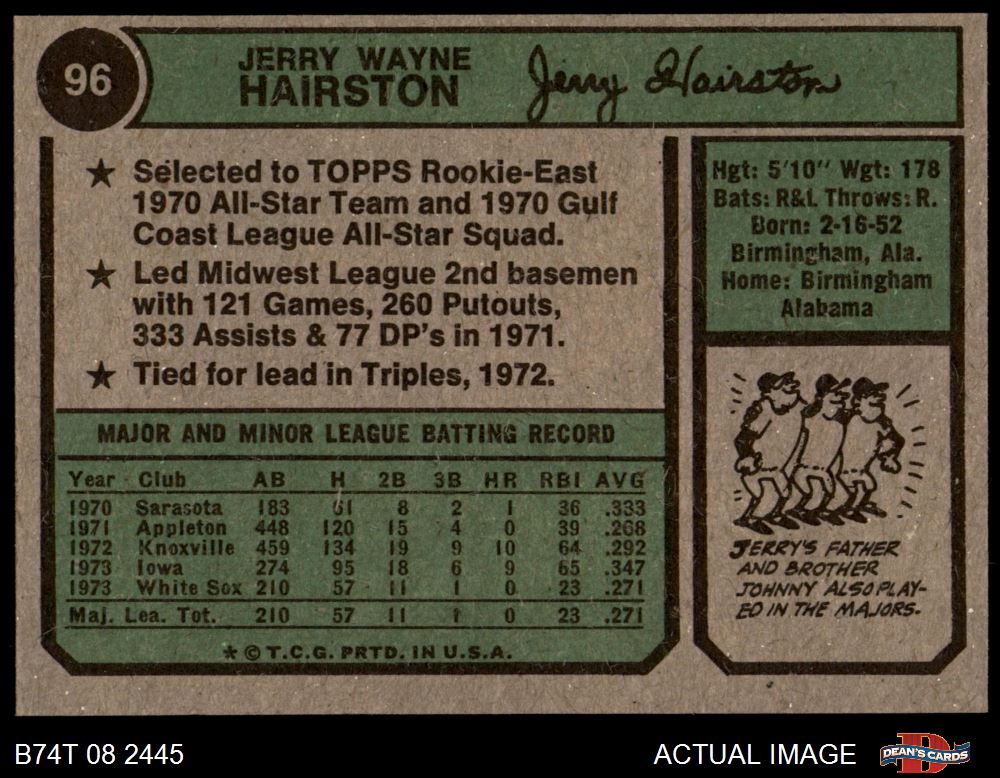 96
JERRY WAYNE
HAIRSTON
Jerry Hairston
★ Selected to TOPPS Rookie-East
1970 All-Star Team and 1970 Gulf
Coast League All-Star Squad.
★ Led Midwest League 2nd basemen
with 121 Games, 260 Putouts,
333 Assists & 77 DP's in 1971.
★ Tied for lead in Triples, 1972.
Hgt: 5'10" Wgt: 178
Bats: R&L Throws: R.
Born: 2-16-52
Birmingham, Ala.
Home: Birmingham
Alabama
MAJOR AND MINOR LEAGUE BATTING RECORD
Year Club AB H 2B 3B HR RBI AVG
1970 Sarasota 183 61 8 2 1 36 .333
1971 Appleton 448 120 15 4 0 39 .268
1972 Knoxville 459 134 19 9 10 64 .292
1973 Iowa 274 95 18 6 9 65 .347
1973 White Sox 210 57 11 1 0 23 .271
Maj. Lea. Tot. 210 57 11 1 0 23 .271
★ © T.C.G. PRTD. IN U.S.A.
JERRY'S FATHER
AND BROTHER
JOHNNY ALSO PLAY-
ED IN THE MAJORS.
B74T 08 2445
ACTUAL IMAGE
DEAN'S CARDS